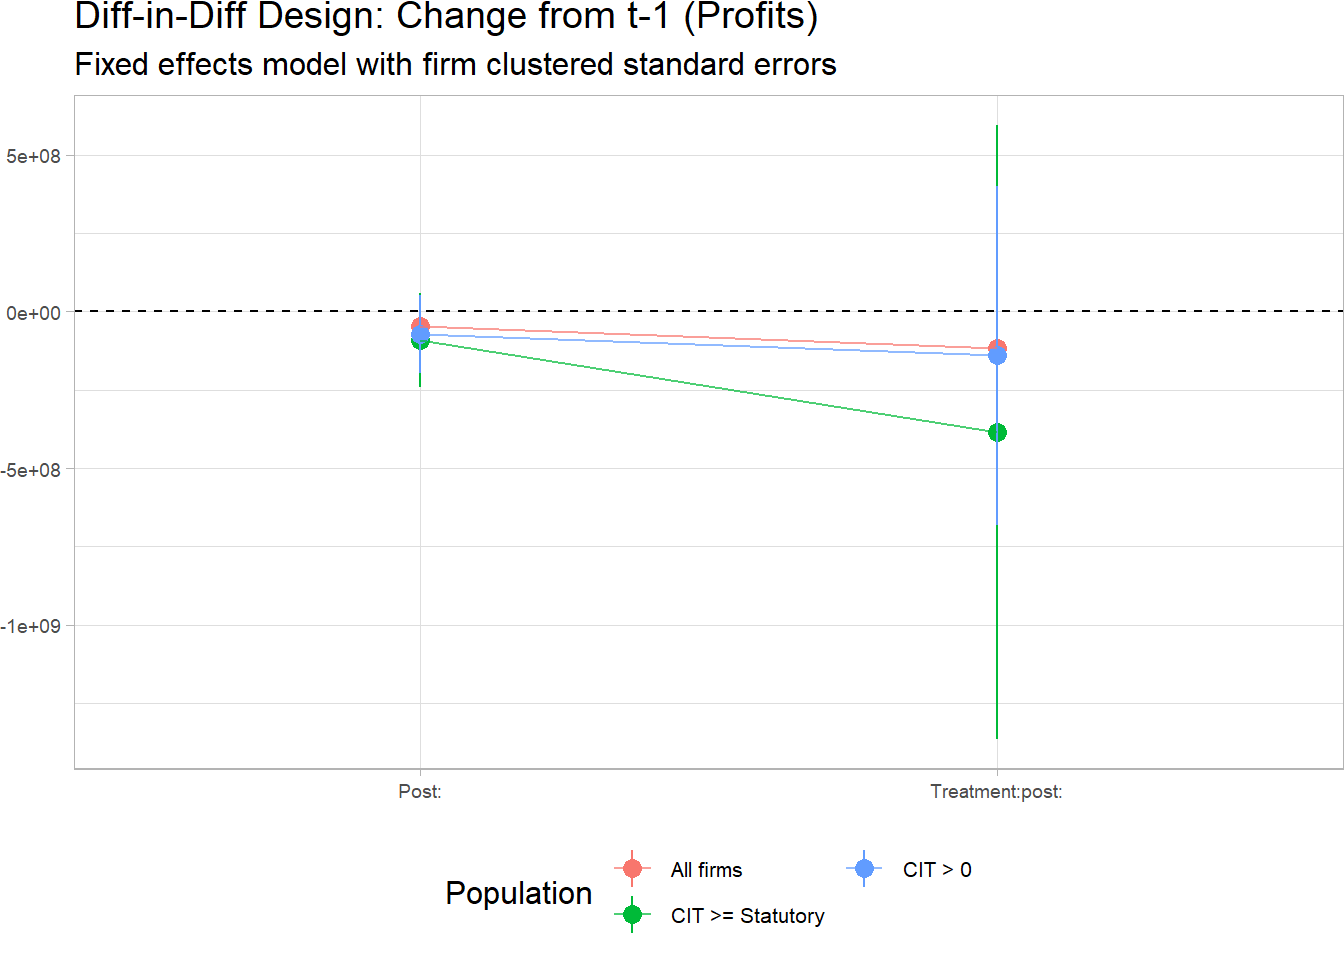 Diff-in-Diff Design: Change from t-1 (Profits)
Fixed effects model with firm clustered standard errors
5e+08
0e+00
-5e+08
-1e+09
Post:
Treatment:post:
Population
All firms
CIT > 0
CIT >= Statutory